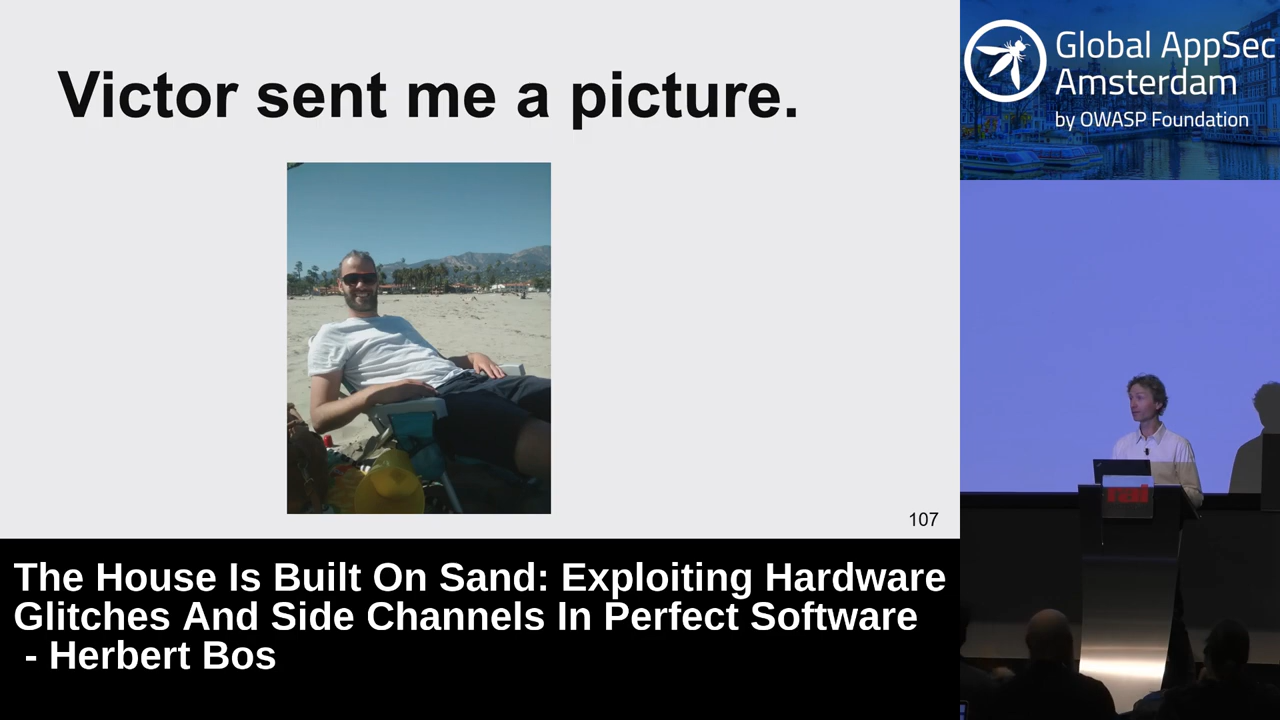 Victor sent me a picture.
107
Global AppSec
Amsterdam
by OWASP Foundation
rai
The House Is Built On Sand: Exploiting Hardware
Glitches And Side Channels In Perfect Software
- Herbert Bos